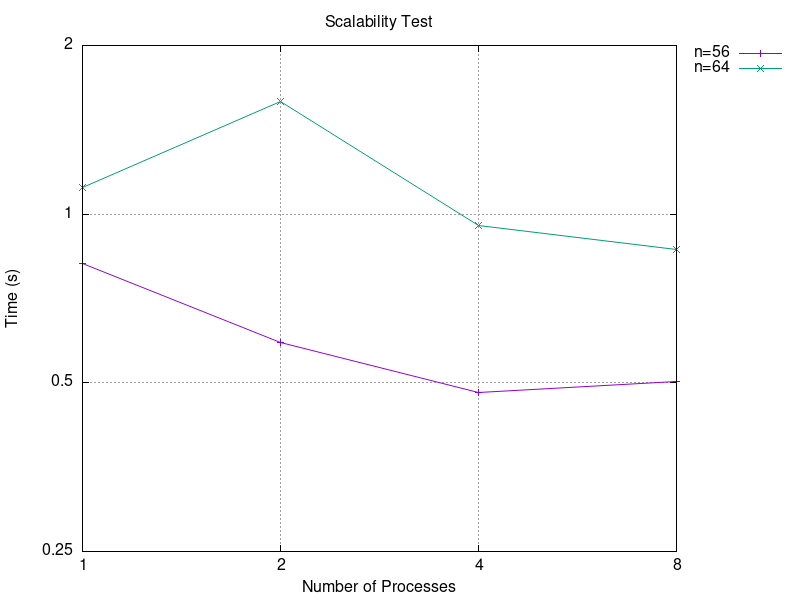 Scalability Test
2
1
0.5
0.25
Time (s)
1 2 4 8
Number of Processes
n=56
n=64